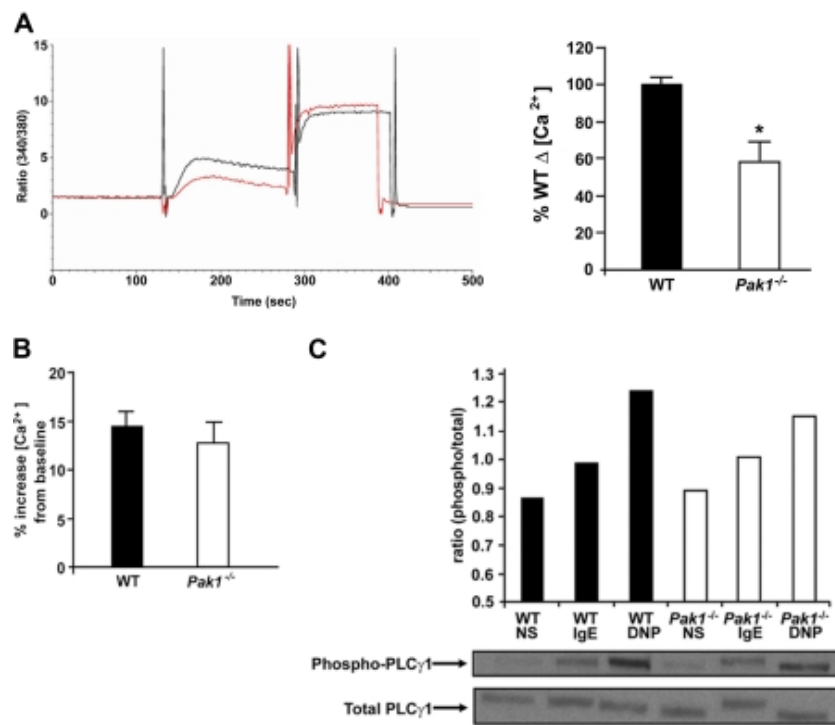 A
15
10
5
0
Ratio (340/380)
0 100 200 300 400 500
Time (sec)
120
100
80
60
40
20
0
% WT Δ [Ca²⁺]
*
WT Pak1⁻/⁻
B
20
15
10
5
0
% increase [Ca²⁺]
from baseline
WT Pak1⁻/⁻
C
1.3
1.2
1.1
1.0
0.9
0.8
0.7
0.6
0.5
ratio (phospho/total)
WT WT WT Pak1⁻/⁻ Pak1⁻/⁻ Pak1⁻/⁻
NS IgE DNP NS IgE DNP
Phospho-PLCγ1
Total PLCγ1